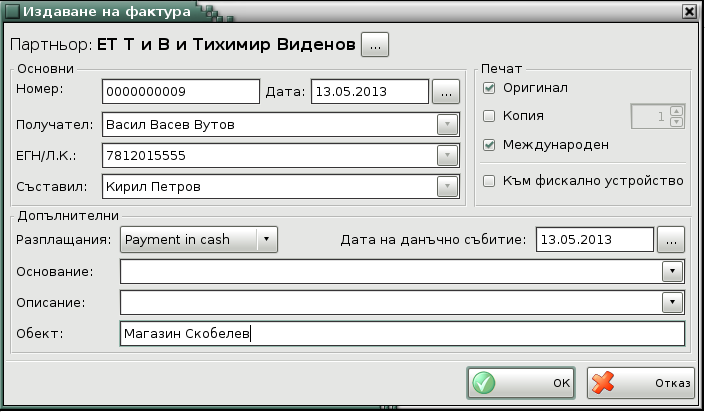 Издаване на фактура
Партньор: ЕТ Т и В и Тихимир Виденов ...
Основни
Номер: 0000000009 Дата: 13.05.2013 ...
Получател: Васил Васев Вутов
ЕГН/Л.К.: 7812015555
Съставил: Кирил Петров
Печат
Оригинал
Копия 1
Международен
Към фискално устройство
Допълнителни
Разплащания: Payment in cash Дата на данъчно събитие: 13.05.2013 ...
Основание:
Описание:
Обект: Магазин Скобелев
OK Отказ